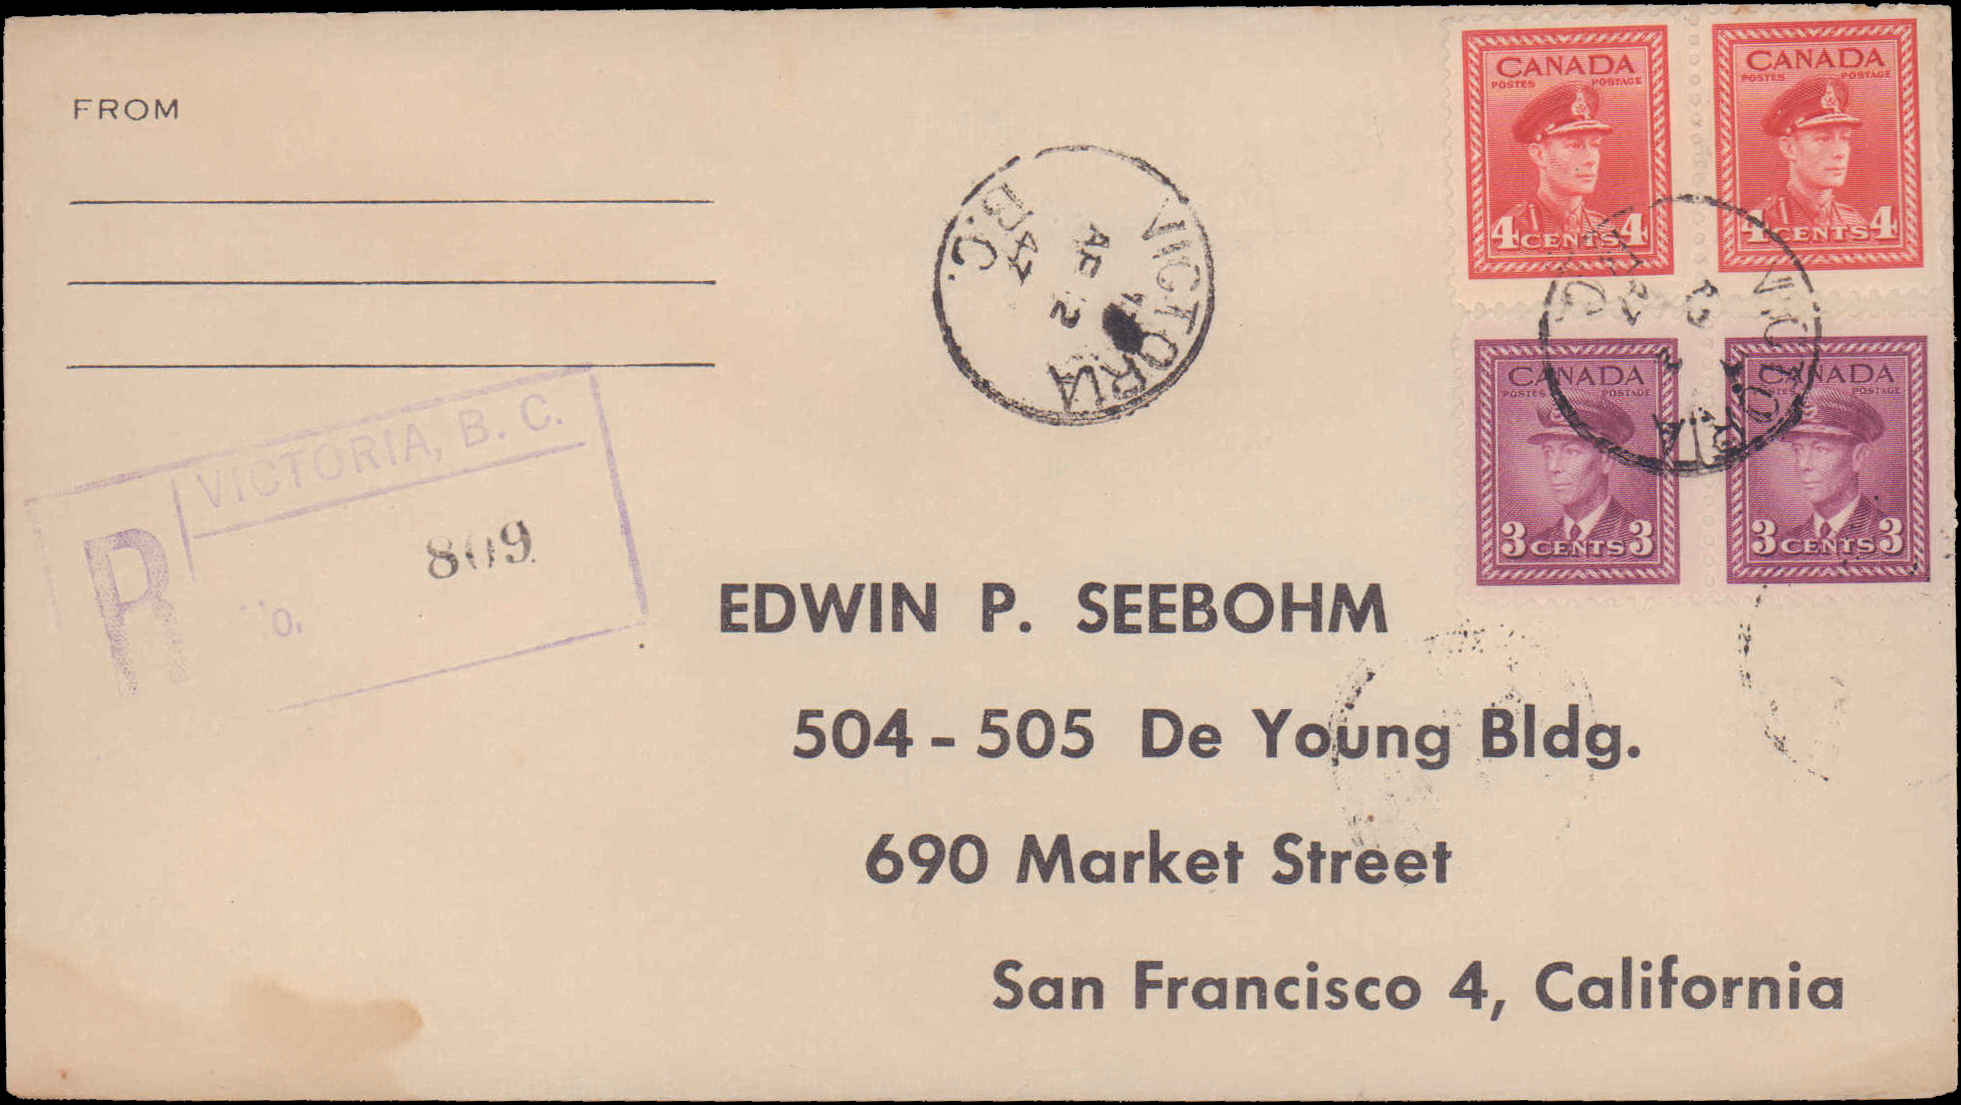 FROM
CANADA
POSTES POSTAGE
4 CENTS 4
CANADA
POSTES POSTAGE
4 CENTS 4
CANADA
POSTES POSTAGE
3 CENTS 3
CANADA
POSTES POSTAGE
3 CENTS 3
VICTORIA
AP 2
47
B.C.
VICTORIA
R
VICTORIA, B. C.
809
EDWIN P. SEEBOHM
504 - 505 De Young Bldg.
690 Market Street
San Francisco 4, California